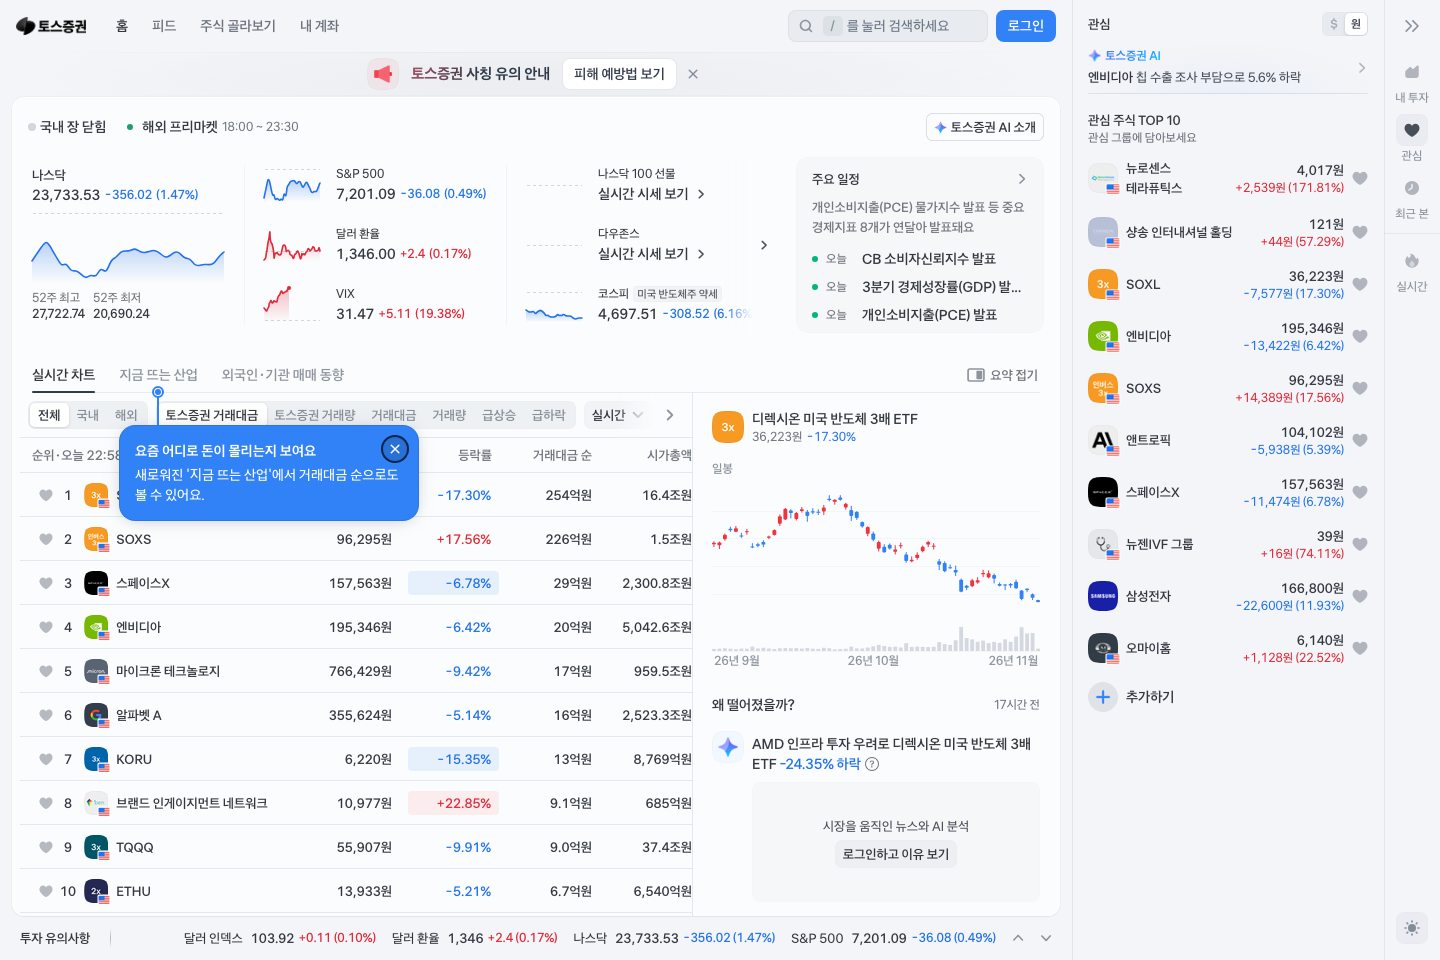 토스증권
홈
피드
주식 골라보기
내 계좌
/ 를 눌러 검색하세요
로그인
토스증권 사칭 유의 안내
피해 예방법 보기
국내 장 닫힘
해외 프리마켓 18:00 ~ 23:30
토스증권 AI 소개
나스닥
23,733.53 -356.02 (1.47%)
52주 최고 52주 최저
27,722.74 20,690.24
S&P 500
7,201.09 -36.08 (0.49%)
달러 환율
1,346.00 +2.4 (0.17%)
VIX
31.47 +5.11 (19.38%)
나스닥 100 선물
실시간 시세 보기
다우존스
실시간 시세 보기
코스피 미국 반도체주 약세
4,697.51 -308.52 (6.16%
주요 일정
개인소비지출(PCE) 물가지수 발표 등 중요
경제지표 8개가 연달아 발표돼요
오늘 CB 소비자신뢰지수 발표
오늘 3분기 경제성장률(GDP) 발...
오늘 개인소비지출(PCE) 발표
실시간 차트
지금 뜨는 산업
외국인·기관 매매 동향
요약 접기
전체 국내 해외
토스증권 거래대금 토스증권 거래량 거래대금 거래량 급상승 급하락
실시간
요즘 어디로 돈이 몰리는지 보여요
새로워진 '지금 뜨는 산업'에서 거래대금 순으로도
볼 수 있어요.
순위·오늘 22:58 등락률 거래대금 순 시가총액
1 3x -17.30% 254억원 16.4조원
2 인버스 3x SOXS 96,295원 +17.56% 226억원 1.5조원
3 스페이스X 157,563원 -6.78% 29억원 2,300.8조원
4 엔비디아 195,346원 -6.42% 20억원 5,042.6조원
5 마이크론 테크놀로지 766,429원 -9.42% 17억원 959.5조원
6 알파벳 A 355,624원 -5.14% 16억원 2,523.3조원
7 3x KORU 6,220원 -15.35% 13억원 8,769억원
8 브랜드 인게이지먼트 네트워크 10,977원 +22.85% 9.1억원 685억원
9 3x TQQQ 55,907원 -9.91% 9.0억원 37.4조원
10 2x ETHU 13,933원 -5.21% 6.7억원 6,540억원
3x 디렉시온 미국 반도체 3배 ETF
36,223원 -17.30%
일봉
26년 9월 26년 10월 26년 11월
왜 떨어졌을까?
17시간 전
AMD 인프라 투자 우려로 디렉시온 미국 반도체 3배
ETF -24.35% 하락 ?
시장을 움직인 뉴스와 AI 분석
로그인하고 이유 보기
투자 유의사항
달러 인덱스 103.92 +0.11 (0.10%)
달러 환율 1,346 +2.4 (0.17%)
나스닥 23,733.53 -356.02 (1.47%)
S&P 500 7,201.09 -36.08 (0.49%)
관심
$ 원
토스증권 AI
엔비디아 칩 수출 조사 부담으로 5.6% 하락
관심 주식 TOP 10
관심 그룹에 담아보세요
뉴로센스
테라퓨틱스
4,017원
+2,539원 (171.81%)
샹송 인터내셔널 홀딩
121원
+44원 (57.29%)
3x SOXL
36,223원
-7,577원 (17.30%)
엔비디아
195,346원
-13,422원 (6.42%)
인버스 3x SOXS
96,295원
+14,389원 (17.56%)
앤트로픽
104,102원
-5,938원 (5.39%)
스페이스X
157,563원
-11,474원 (6.78%)
뉴젠IVF 그룹
39원
+16원 (74.11%)
SAMSUNG 삼성전자
166,800원
-22,600원 (11.93%)
오마이홈
6,140원
+1,128원 (22.52%)
추가하기
내 투자
관심
최근 본
실시간